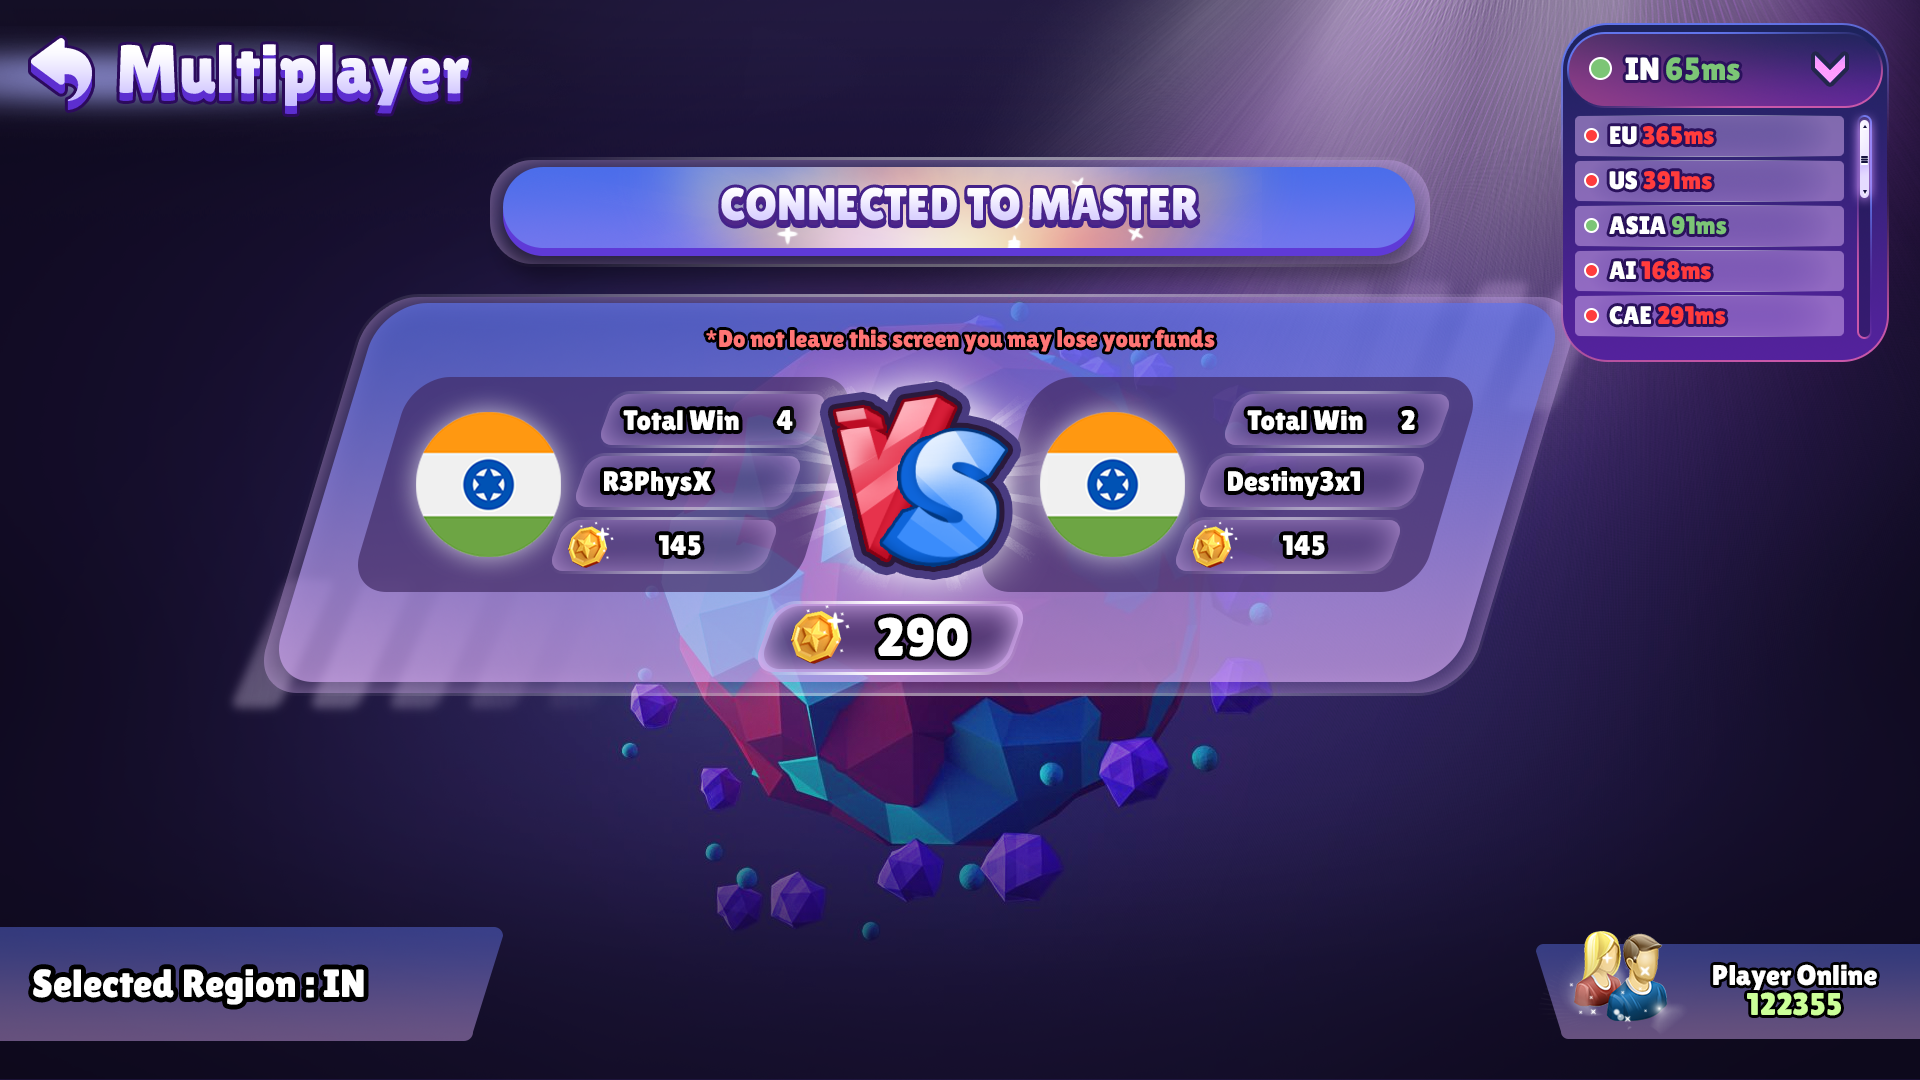 Multiplayer
IN 65ms
EU 365ms
US 391ms
ASIA 91ms
AI 168ms
CAE 291ms
CONNECTED TO MASTER
*Do not leave this screen you may lose your funds
Total Win 4
R3PhysX
145
VS
Total Win 2
Destiny3x1
145
290
Selected Region : IN
Player Online
122355